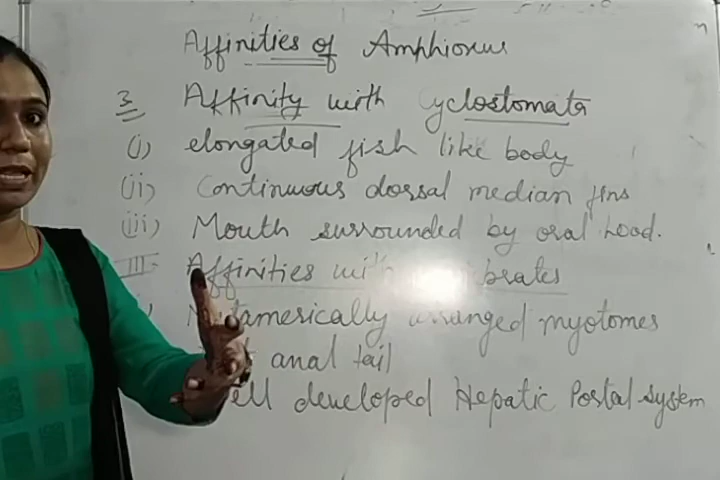 Affinities of Amphioxus
3 Affinity with Cyclostomata
(i) elongated fish like body
(ii) Continuous dorsal median fins
(iii) Mouth surrounded by oral hood.
III Affinities with
arranged myotomes
anal tail
developed Hepatic Portal system